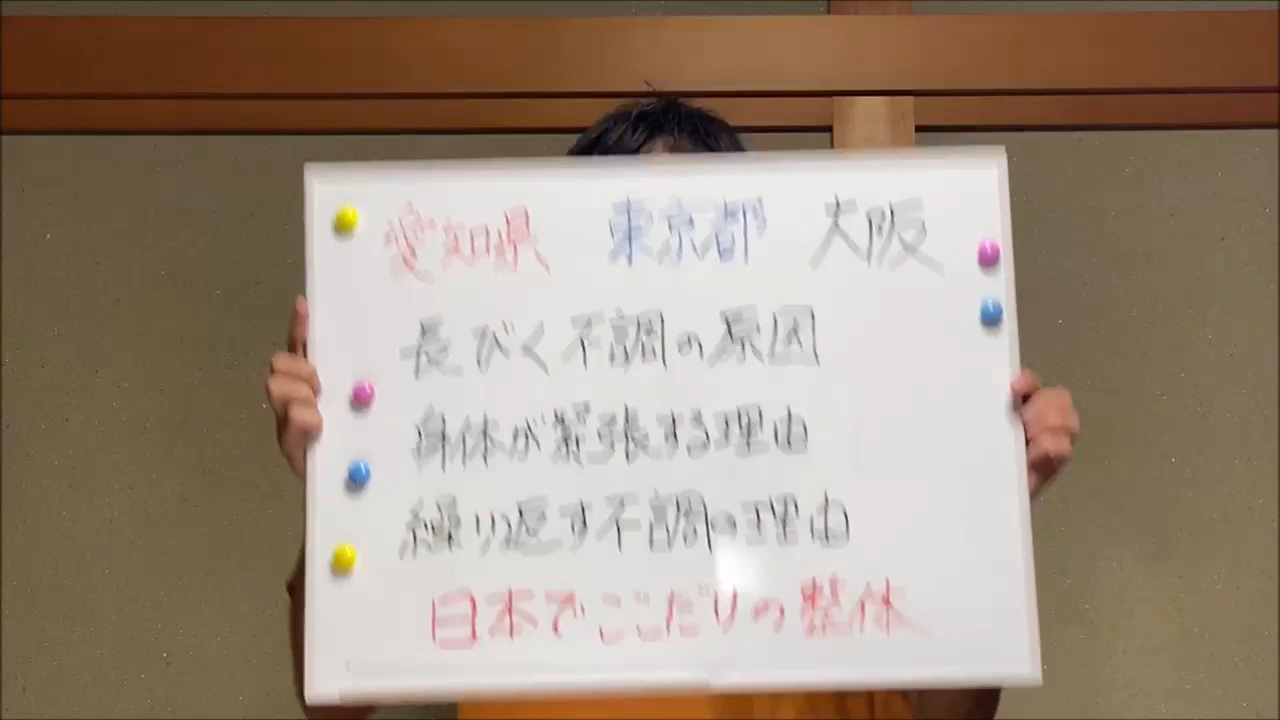 愛知県 東京都 大阪
長びく不調の原因
身体が緊張する理由
繰り返す不調の理由
日本でここだけの整体